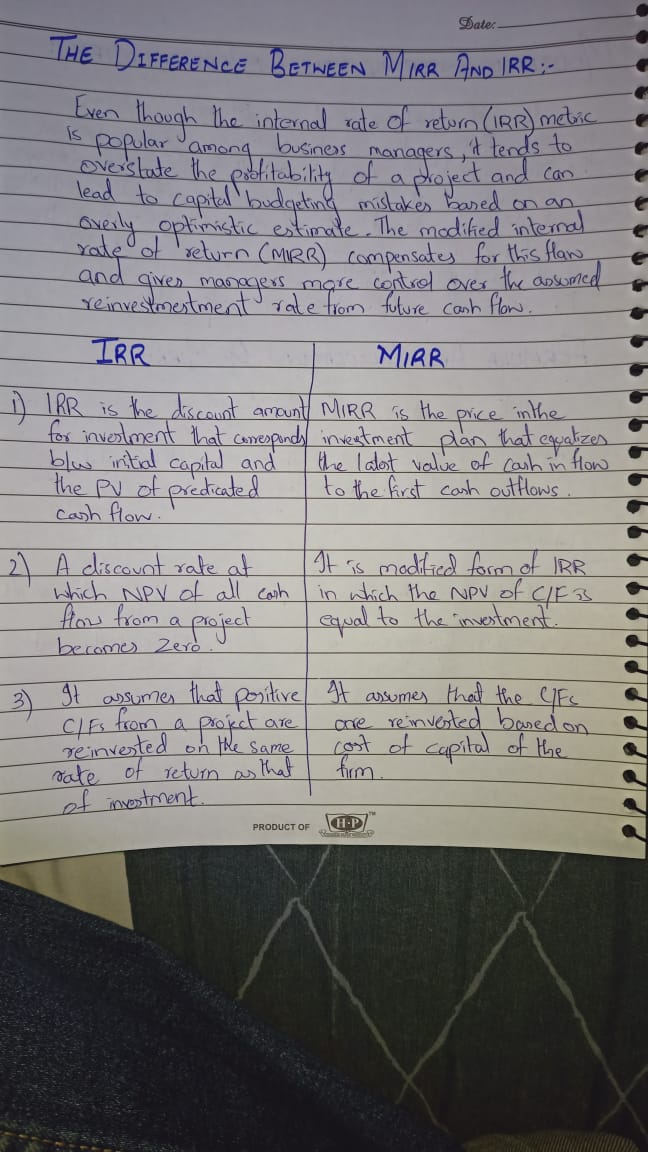 Date:
THE DIFFERENCE BETWEEN MIRR AND IRR:-
Even though the internal rate of return (IRR) metric
is popular among business managers, it tends to
overstate the profitability of a project and can
lead to capital budgeting mistakes based on an
overly optimistic estimate. The modified internal
rate of return (MIRR) compensates for this flaw
and gives managers more control over the assumed
reinvestmestment rate from future cash flow.
IRR
MIRR
1) IRR is the discount amount
for investment that corresponds
b/w initial capital and
the PV of predicated
cash flow.
MIRR is the price inthe
investment plan that equatizes
the latest value of cash in flow
to the first cash outflows.
2) A discount rate at
which NPV of all cash
flow from a project
becomes Zero.
It is modified form of IRR
in which the NPV of C/F is
equal to the investment.
3) It assumes that positive
C/Fs from a project are
reinvested on the same
rate of return as that
of investment.
It assumes that the C/Fs
are reinvested based on
cost of capital of the
firm.
PRODUCT OF H-P TM